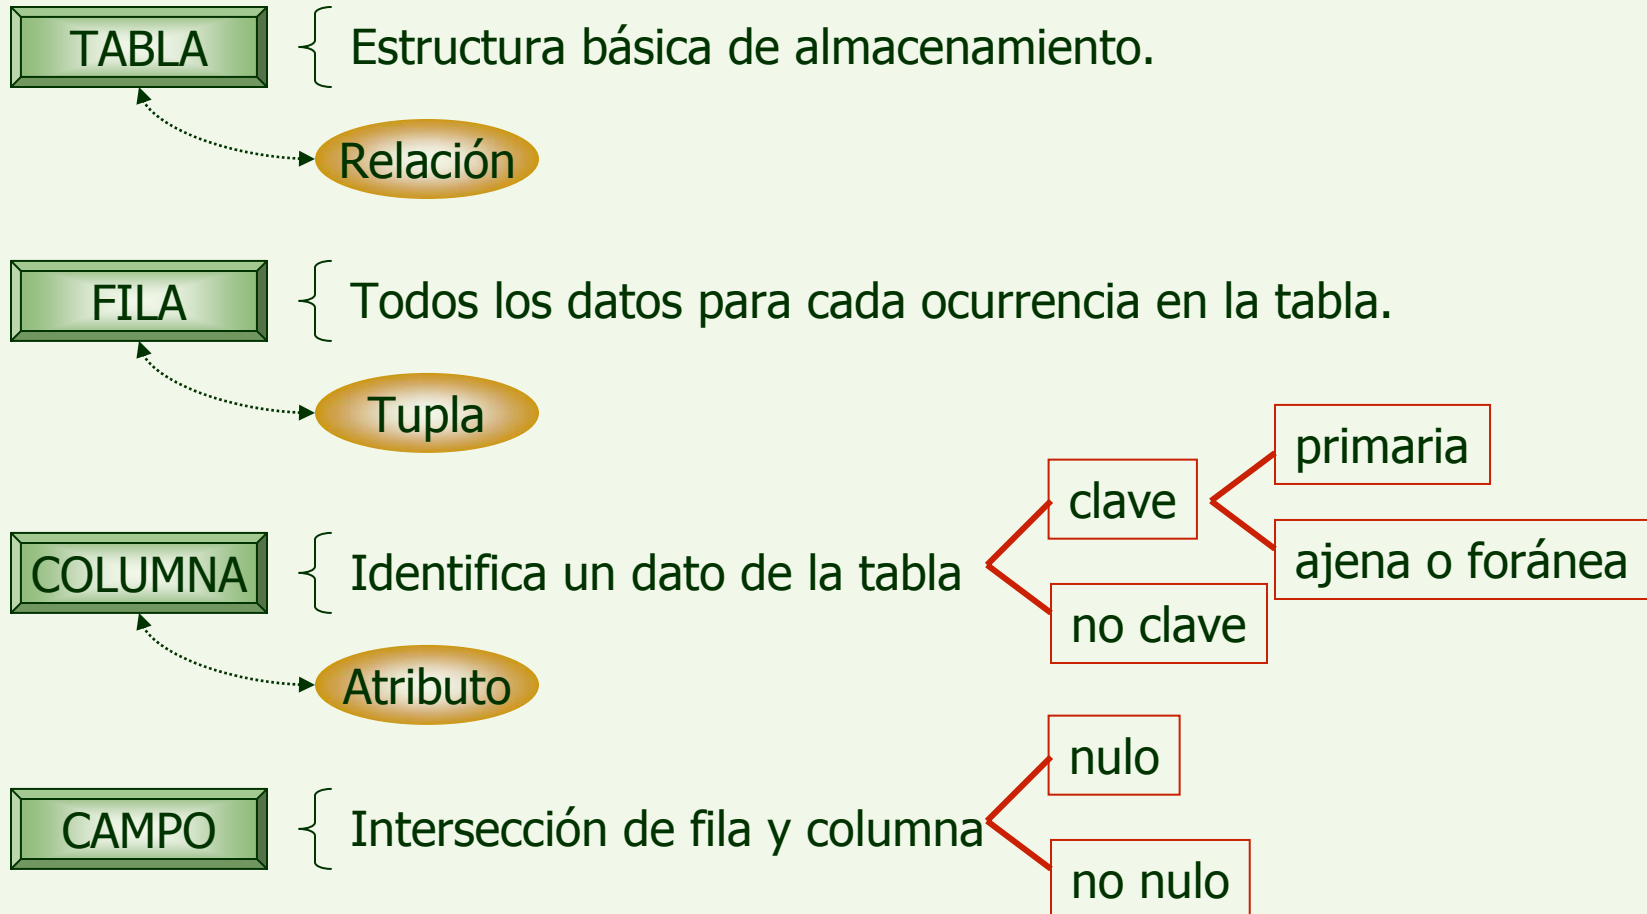 TABLA
Estructura básica de almacenamiento.
Relación
FILA
Todos los datos para cada ocurrencia en la tabla.
Tupla
COLUMNA
Identifica un dato de la tabla
clave
primaria
ajena o foránea
no clave
Atributo
CAMPO
Intersección de fila y columna
nulo
no nulo